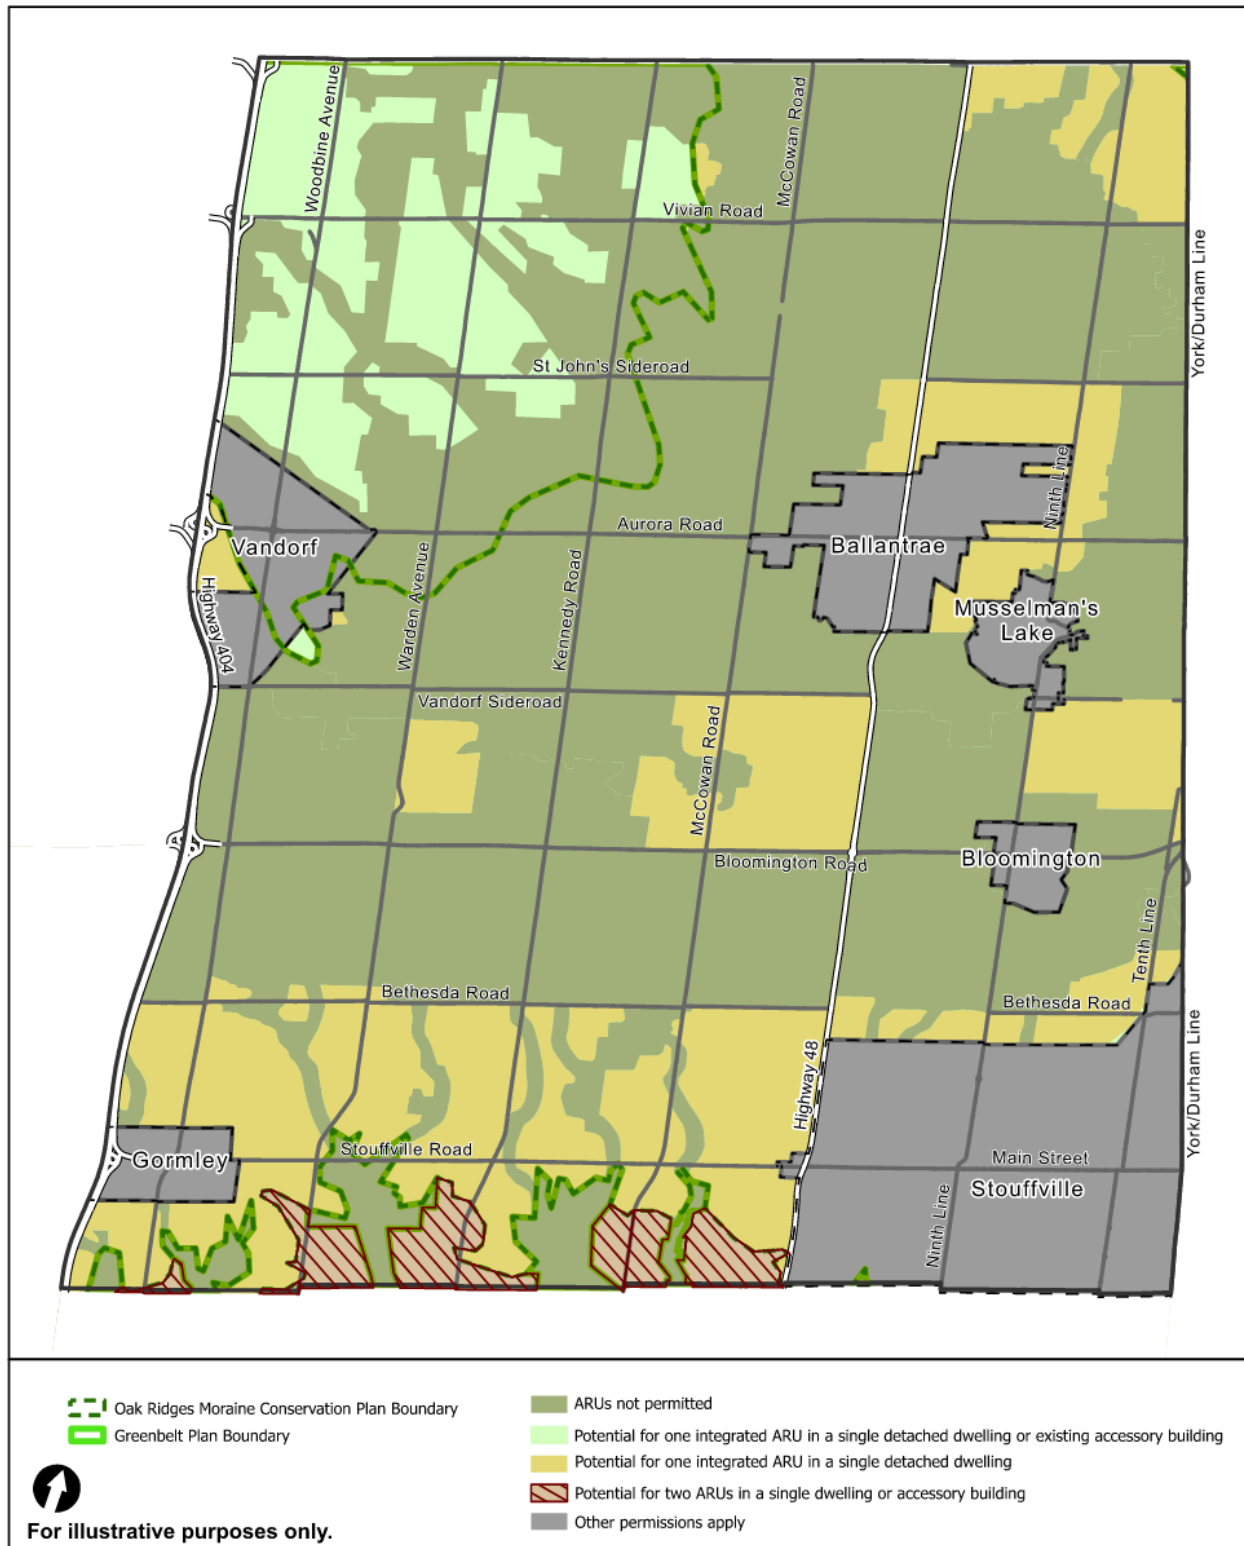 Woodbine Avenue
McCowan Road
Vivian Road
York/Durham Line
St John's Sideroad
Ninth Line
Aurora Road
Vandorf
Ballantrae
Highway 404
Warden Avenue
Kennedy Road
Musselman's
Lake
Vandorf Sideroad
McCowan Road
Bloomington Road
Bloomington
Tenth Line
Bethesda Road
Bethesda Road
Highway 48
York/Durham Line
Stouffville Road
Gormley
Main Street
Stouffville
Ninth Line
Oak Ridges Moraine Conservation Plan Boundary
Greenbelt Plan Boundary
For illustrative purposes only.
ARUs not permitted
Potential for one integrated ARU in a single detached dwelling or existing accessory building
Potential for one integrated ARU in a single detached dwelling
Potential for two ARUs in a single dwelling or accessory building
Other permissions apply